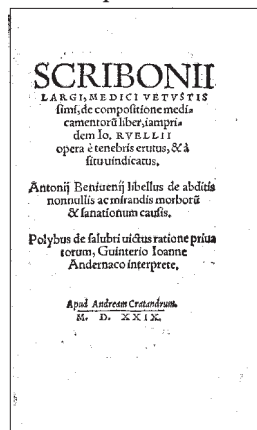 SCRIBONII
LARGI, MEDICI VETVSTIS
simi, de compositione medi-
camentorũ liber, iampri-
dem Io. RVELLII
opera è tenebris erutus, & à
situ uindicatus.
Antonij Beniuenij libellus de abditis
nonnullis ac mirandis morborũ
& sanationum causis.
Polybus de salubri uictus ratione priua
torum, Guinterio Ioanne
Andernaco interprete.
Apud Andream Cratandrum.
M. D. XXIX.